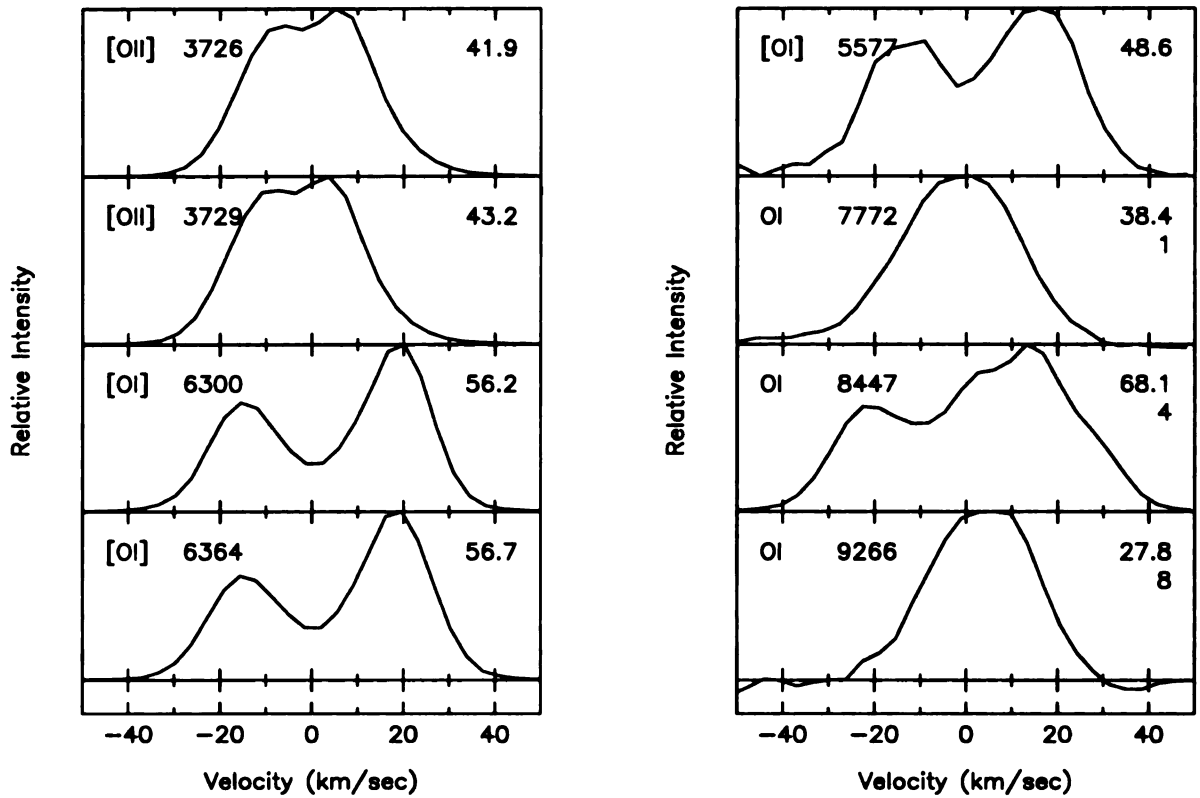 Relative Intensity
[OII] 3726 41.9
[OII] 3729 43.2
[OI] 6300 56.2
[OI] 6364 56.7
−40 −20 0 20 40
Velocity (km/sec)
Relative Intensity
[OI] 5577 48.6
OI 7772 38.4
1
OI 8447 68.1
4
OI 9266 27.8
8
−40 −20 0 20 40
Velocity (km/sec)